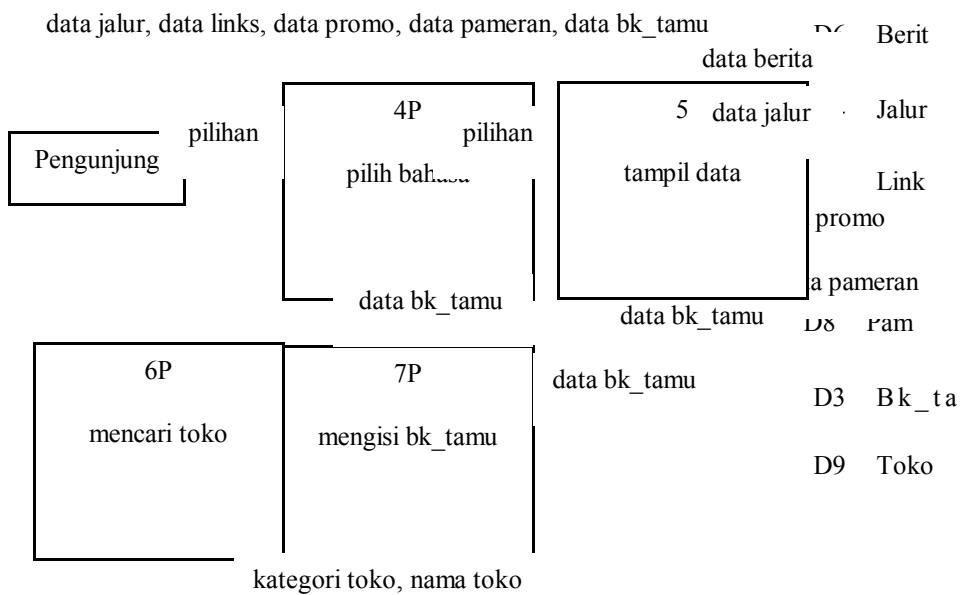 data jalur, data links, data promo, data pameran, data bk_tamu
Berit
data berita
4P
5
data jalur
Jalur
pilihan
pilihan
Pengunjung
pilih
tampil data
Link
promo
pameran
data bk_tamu
data bk_tamu
D8 Pam
6P
7P
data bk_tamu
D3 Bk_ta
mencari toko
mengisi bk_tamu
D9 Toko
kategori toko, nama toko